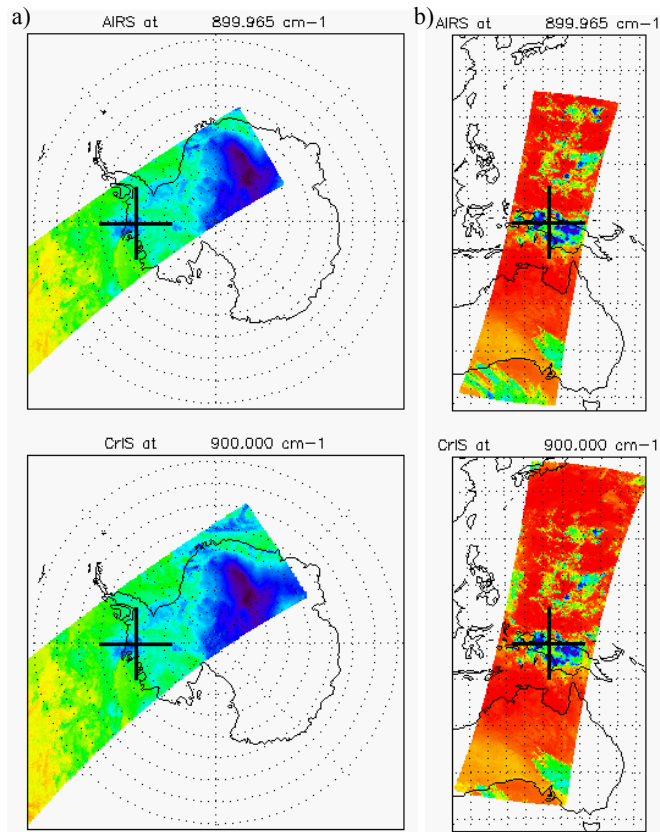 a)
AIRS at 899.965 cm-1
b)
AIRS at 899.965 cm-1
CrIS at 900.000 cm-1
CrIS at 900.000 cm-1